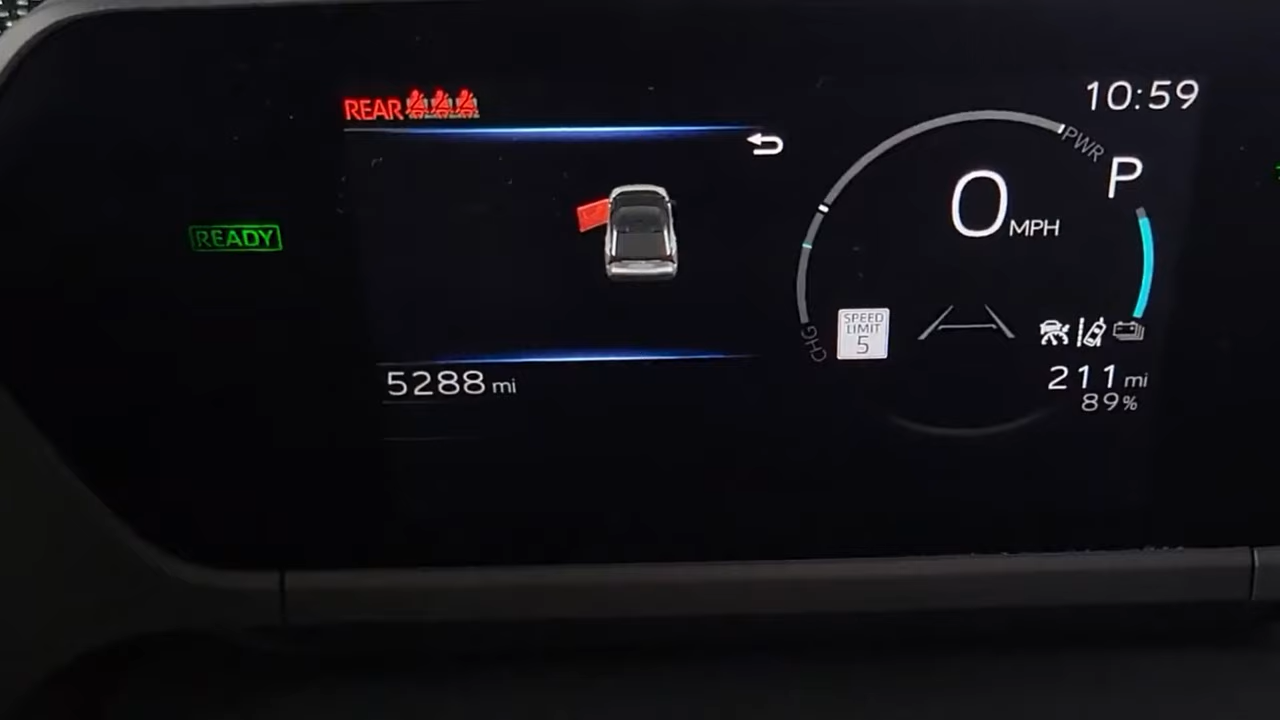 REAR
10:59
PWR
P
0 MPH
READY
SPEED
LIMIT
5
CHG
5288 mi
211 mi
89%